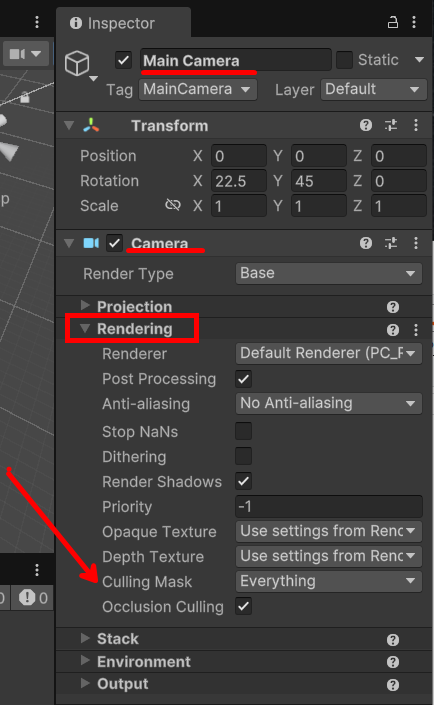 Inspector
Main Camera Static
Tag MainCamera Layer Default
Transform
Position X 0 Y 0 Z 0
Rotation X 22.5 Y 45 Z 0
Scale X 1 Y 1 Z 1
Camera
Render Type Base
Projection
Rendering
Renderer Default Renderer (PC_R
Post Processing
Anti-aliasing No Anti-aliasing
Stop NaNs
Dithering
Render Shadows
Priority -1
Opaque Texture Use settings from Renc
Depth Texture Use settings from Renc
Culling Mask Everything
0 0 Occlusion Culling
Stack
Environment
Output